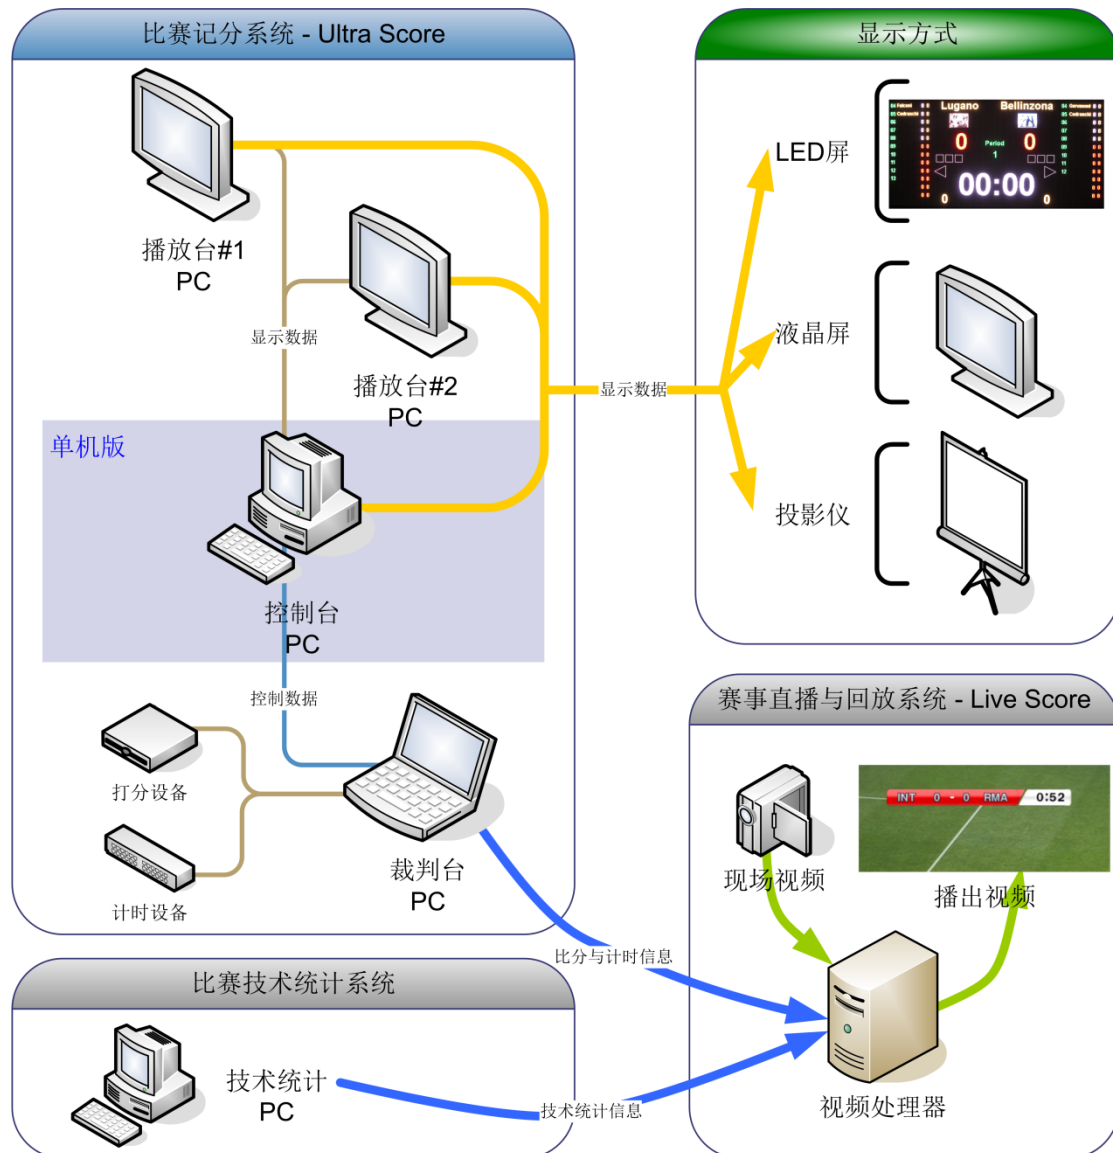 比赛记分系统 - Ultra Score
播放台#1
PC
播放台#2
PC
显示数据
单机版
控制台
PC
控制数据
打分设备
计时设备
裁判台
PC
显示数据
显示方式
LED屏
Lugano
Bellinzona
0
0
Period
1
00:00
0
0
液晶屏
投影仪
比分与计时信息
比赛技术统计系统
技术统计
PC
技术统计信息
赛事直播与回放系统 - Live Score
现场视频
INT 0 - 0 RMA 0:52
播出视频
视频处理器